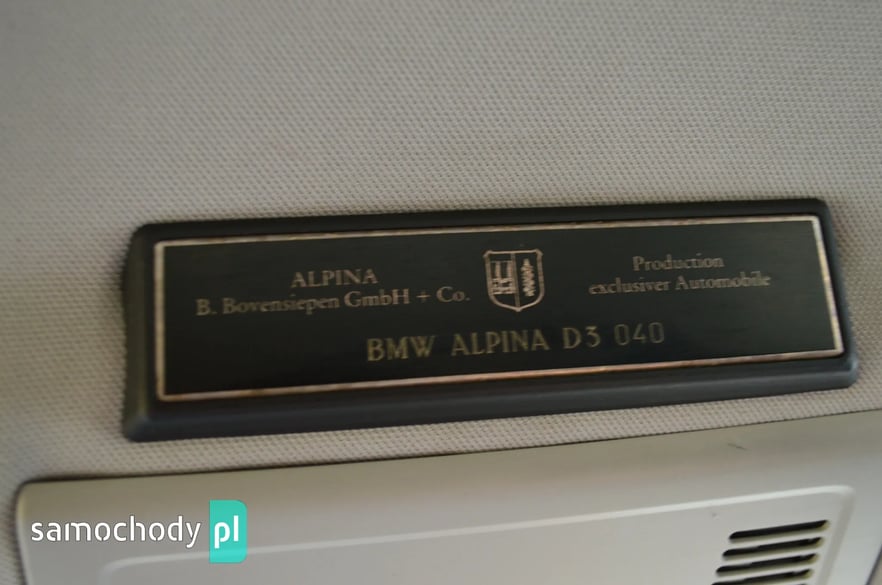 ALPINA
B. Bovensiepen GmbH + Co.
Production
exclusiver Automobile
BMW ALPINA D3 040
samochody pl